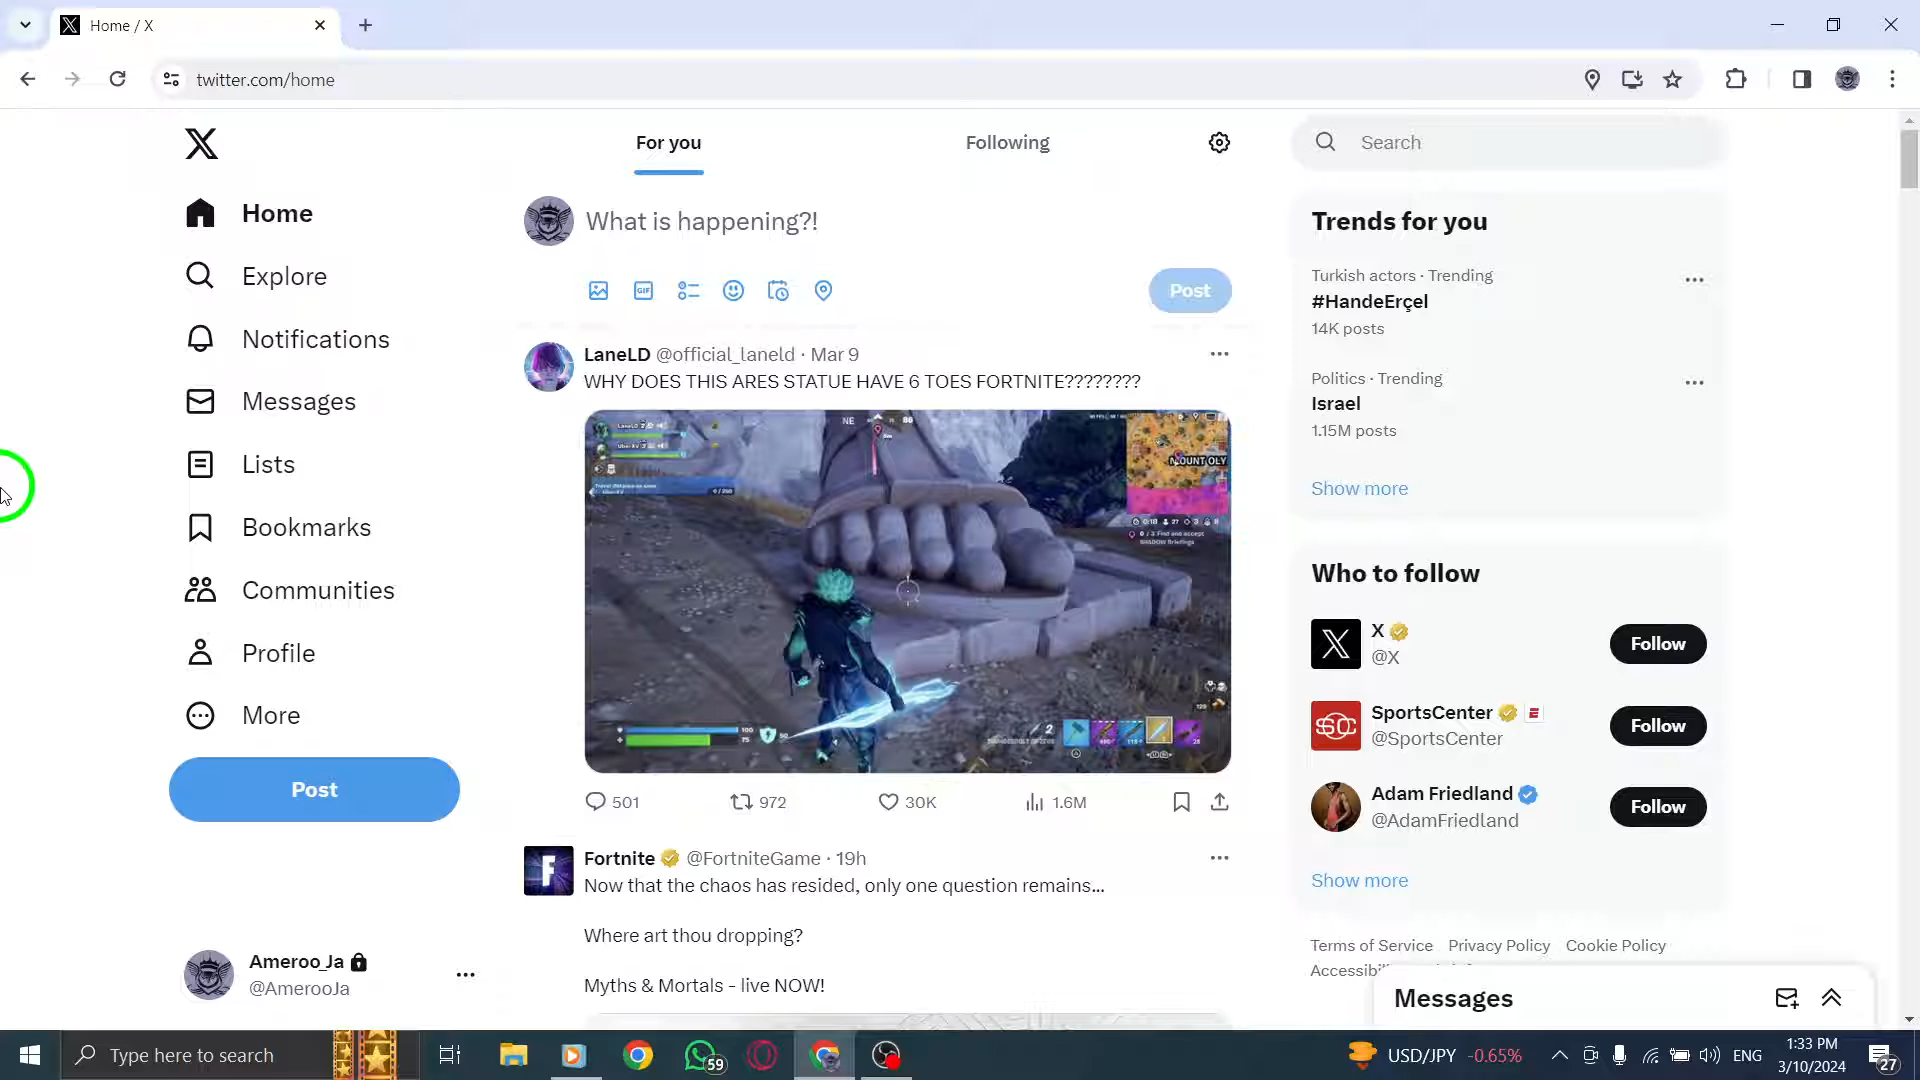 Home / X
twitter.com/home
For you
Following
Search
Home
Explore
Notifications
Messages
Lists
Bookmarks
Communities
Profile
More
Post
Ameroo_Ja
@AmerooJa
What is happening?!
GIF
Post
LaneLD @official_laneld · Mar 9
WHY DOES THIS ARES STATUE HAVE 6 TOES FORTNITE????????
NE
MOUNT OLY
501
972
30K
1.6M
Fortnite @FortniteGame · 19h
Now that the chaos has resided, only one question remains...
Where art thou dropping?
Myths & Mortals - live NOW!
Trends for you
Turkish actors · Trending
#HandeErçel
14K posts
Politics · Trending
Israel
1.15M posts
Show more
Who to follow
X
@X
Follow
SportsCenter
@SportsCenter
Follow
Adam Friedland
@AdamFriedland
Follow
Show more
Terms of Service Privacy Policy Cookie Policy
Messages
Type here to search
59
USD/JPY -0.65%
ENG
1:33 PM
3/10/2024
27